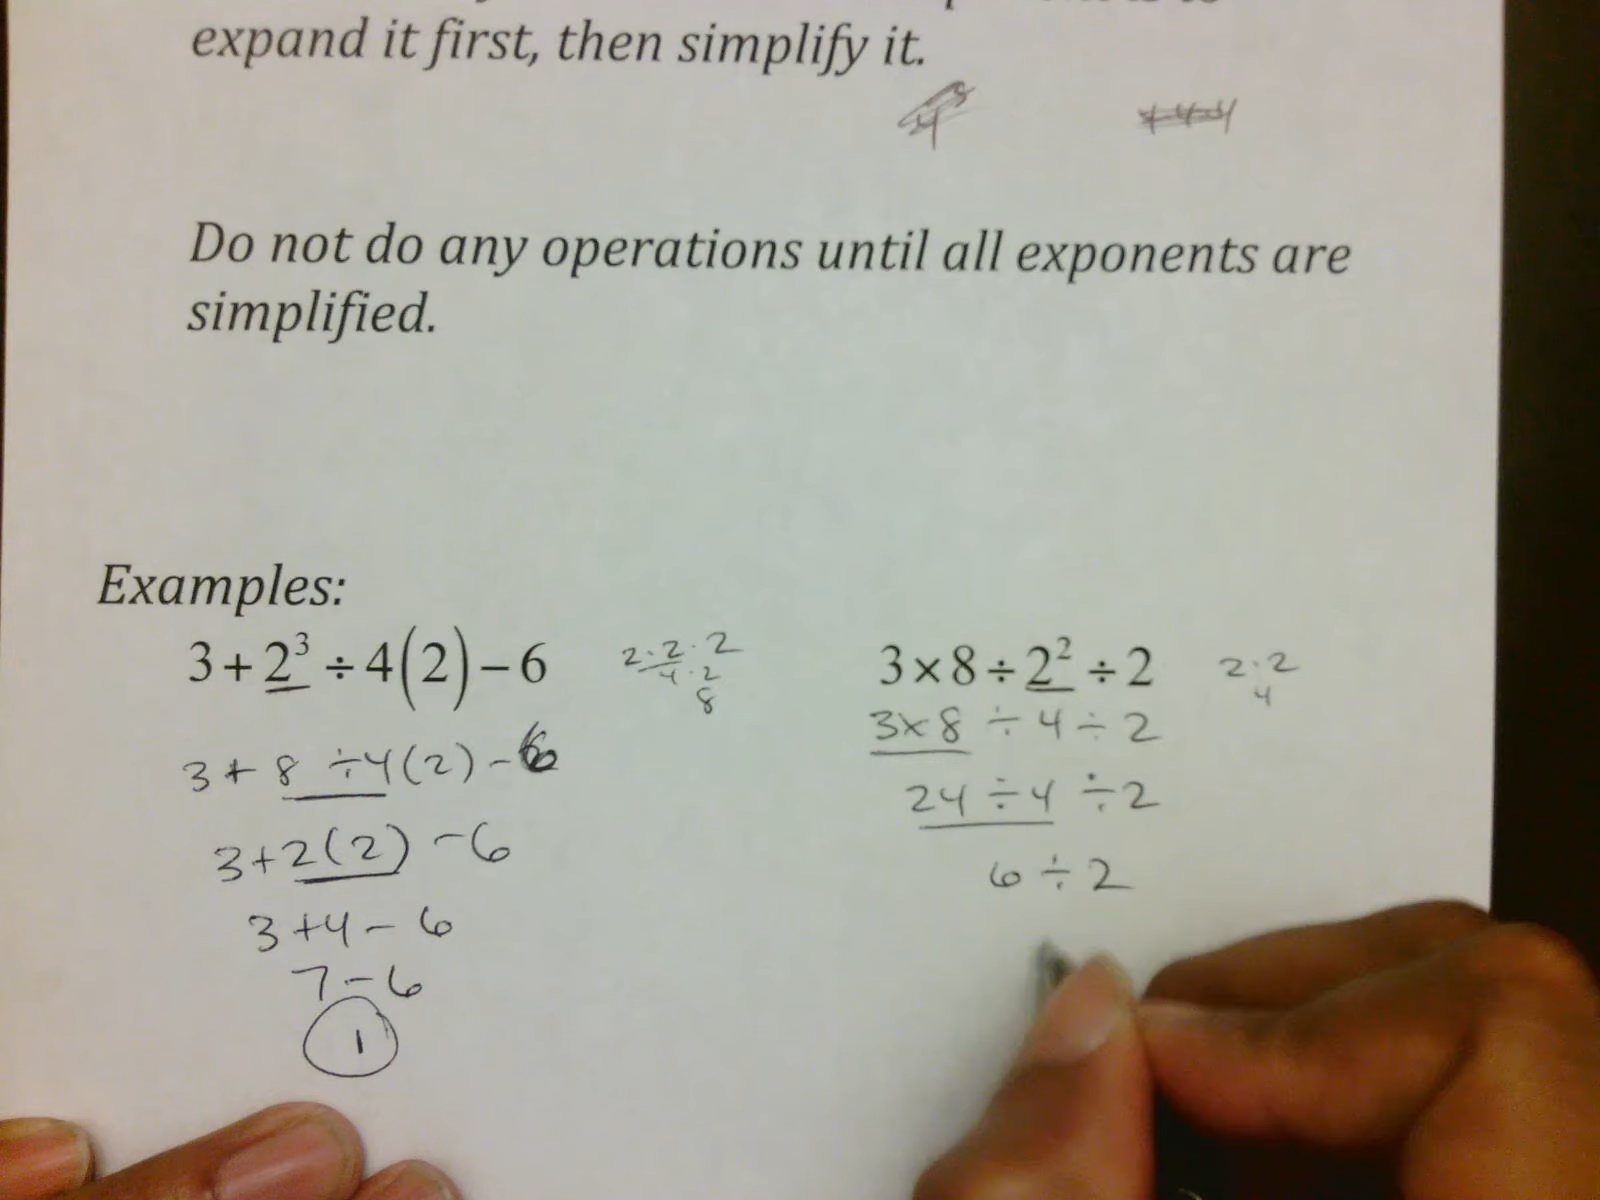 expand it first, then simplify it.
Do not do any operations until all exponents are
simplified.
Examples:
3 + 2³ ÷ 4(2) – 6
2·2·2
4·2
8
3 + 8 ÷4(2) – 6
3+2(2) – 6
3+4 – 6
7 – 6
1
3 × 8 ÷ 2² ÷ 2
2·2
4
3×8 ÷ 4 ÷ 2
24 ÷ 4 ÷ 2
6 ÷ 2